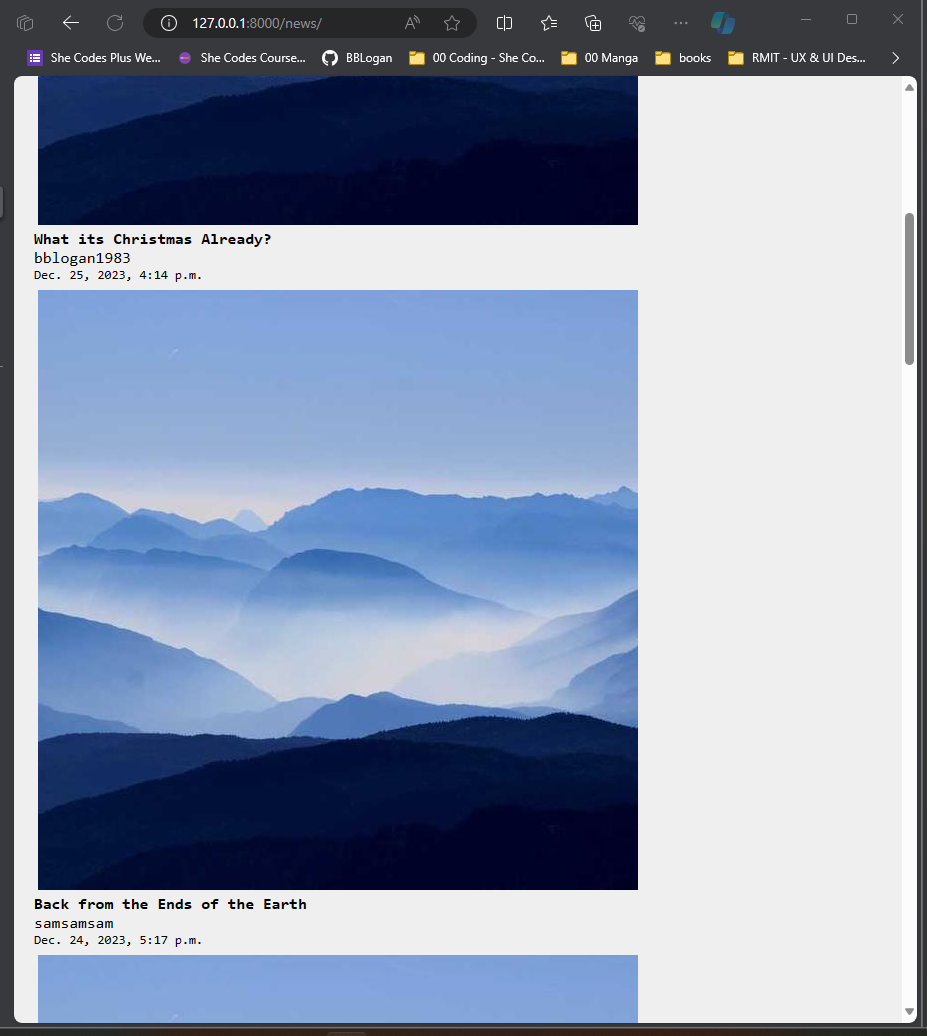 127.0.0.1:8000/news/
She Codes Plus We... She Codes Course... BBLogan 00 Coding - She Co... 00 Manga books RMIT - UX & UI Des...
What its Christmas Already?
bblogan1983
Dec. 25, 2023, 4:14 p.m.
Back from the Ends of the Earth
samsamsam
Dec. 24, 2023, 5:17 p.m.